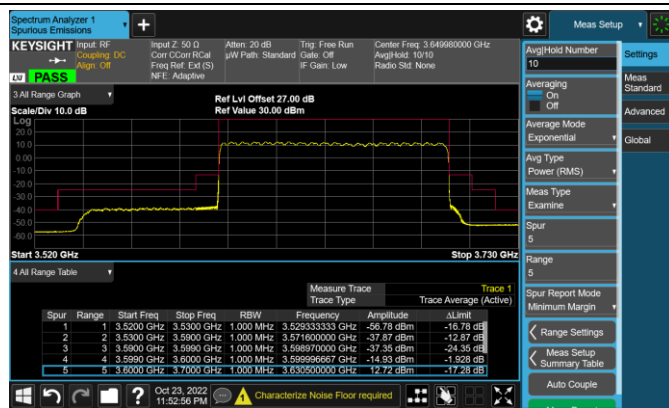 Spectrum Analyzer 1
Spurious Emissions
Meas Setup
KEYSIGHT
Input: RF
Coupling: DC
Align: Off
Input Z: 50 Ω
Corr CCorr RCal
Freq Ref: Ext (S)
NFE: Adaptive
Atten: 20 dB
µW Path: Standard
Trig: Free Run
Gate: Off
IF Gain: Low
Center Freq: 3.649980000 GHz
Avg|Hold: 10/10
Radio Std: None
LNI PASS
3 All Range Graph
Scale/Div 10.0 dB
Ref Lvl Offset 27.00 dB
Ref Value 30.00 dBm
Log
20.0
10.0
0.00
-10.0
-20.0
-30.0
-40.0
-50.0
-60.0
Start 3.520 GHz
Stop 3.730 GHz
4 All Range Table
Measure Trace Trace 1
Trace Type Trace Average (Active)
Spur Range Start Freq Stop Freq RBW Frequency Amplitude ΔLimit
1 1 3.5200 GHz 3.5300 GHz 1.000 MHz 3.529333333 GHz -56.78 dBm -16.78 dB
2 2 3.5300 GHz 3.5900 GHz 1.000 MHz 3.571600000 GHz -37.87 dBm -12.87 dB
3 3 3.5900 GHz 3.5990 GHz 1.000 MHz 3.598970000 GHz -37.35 dBm -24.35 dB
4 4 3.5990 GHz 3.6000 GHz 1.000 MHz 3.599996667 GHz -14.93 dBm -1.928 dB
5 5 3.6000 GHz 3.7000 GHz 1.000 MHz 3.630500000 GHz 12.72 dBm -17.28 dB
Oct 23, 2022
11:52:56 PM
Characterize Noise Floor required
Avg|Hold Number
10
Averaging
On
Off
Average Mode
Exponential
Avg Type
Power (RMS)
Meas Type
Examine
Spur
5
Range
5
Spur Report Mode
Minimum Margin
Range Settings
Meas Setup
Summary Table
Auto Couple
Settings
Meas
Standard
Advanced
Global